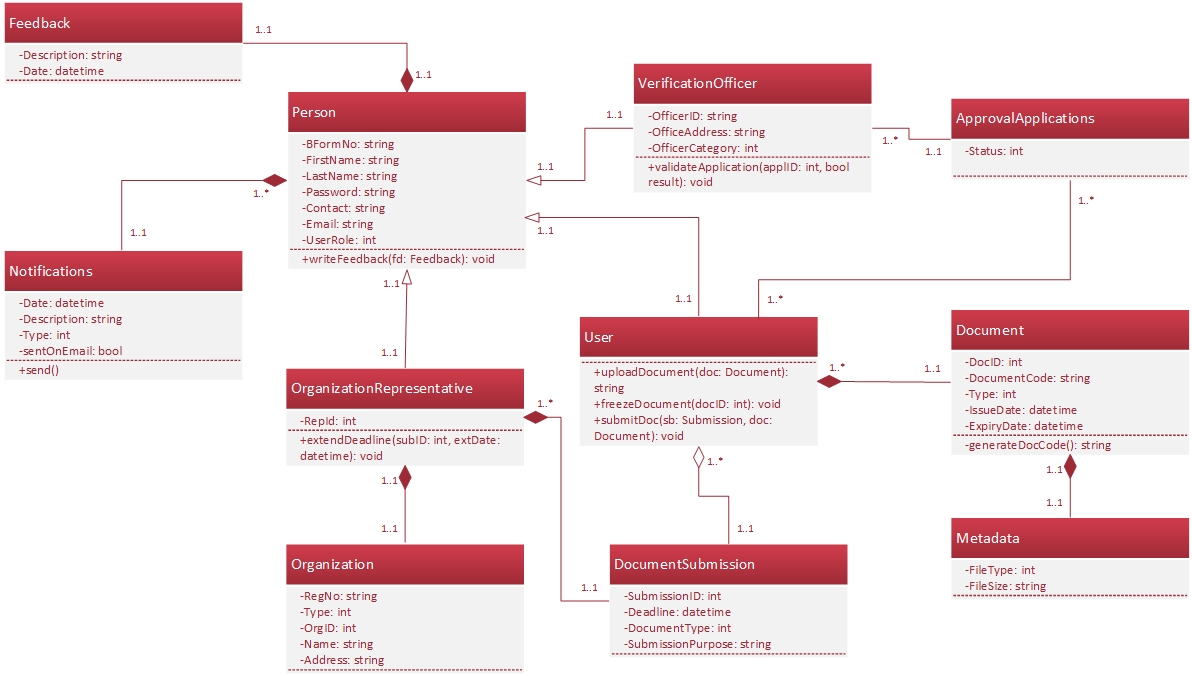 Feedback
-Description: string
-Date: datetime
1..1
1..1
Person
-BFormNo: string
-FirstName: string
-LastName: string
-Password: string
-Contact: string
-Email: string
-UserRole: int
+writeFeedback(fd: Feedback): void
VerificationOfficer
-OfficerID: string
-OfficeAddress: string
-OfficerCategory: int
+validateApplication(applID: int, bool
result): void
1..1
1..1
ApprovalApplications
-Status: int
1..*
1..1
1..*
1..*
1..*
1..1
Notifications
-Date: datetime
-Description: string
-Type: int
-sentOnEmail: bool
+send()
1..1
1..1
User
+uploadDocument(doc: Document):
string
+freezeDocument(docID: int): void
+submitDoc(sb: Submission, doc:
Document): void
1..*
1..1
Document
-DocID: int
-DocumentCode: string
-Type: int
-IssueDate: datetime
-ExpiryDate: datetime
-generateDocCode(): string
1..1
1..1
Metadata
-FileType: int
-FileSize: string
1..1
1..1
OrganizationRepresentative
-RepId: int
+extendDeadline(subID: int, extDate:
datetime): void
1..*
1..1
1..1
1..1
Organization
-RegNo: string
-Type: int
-OrgID: int
-Name: string
-Address: string
1..*
1..1
DocumentSubmission
-SubmissionID: int
-Deadline: datetime
-DocumentType: int
-SubmissionPurpose: string